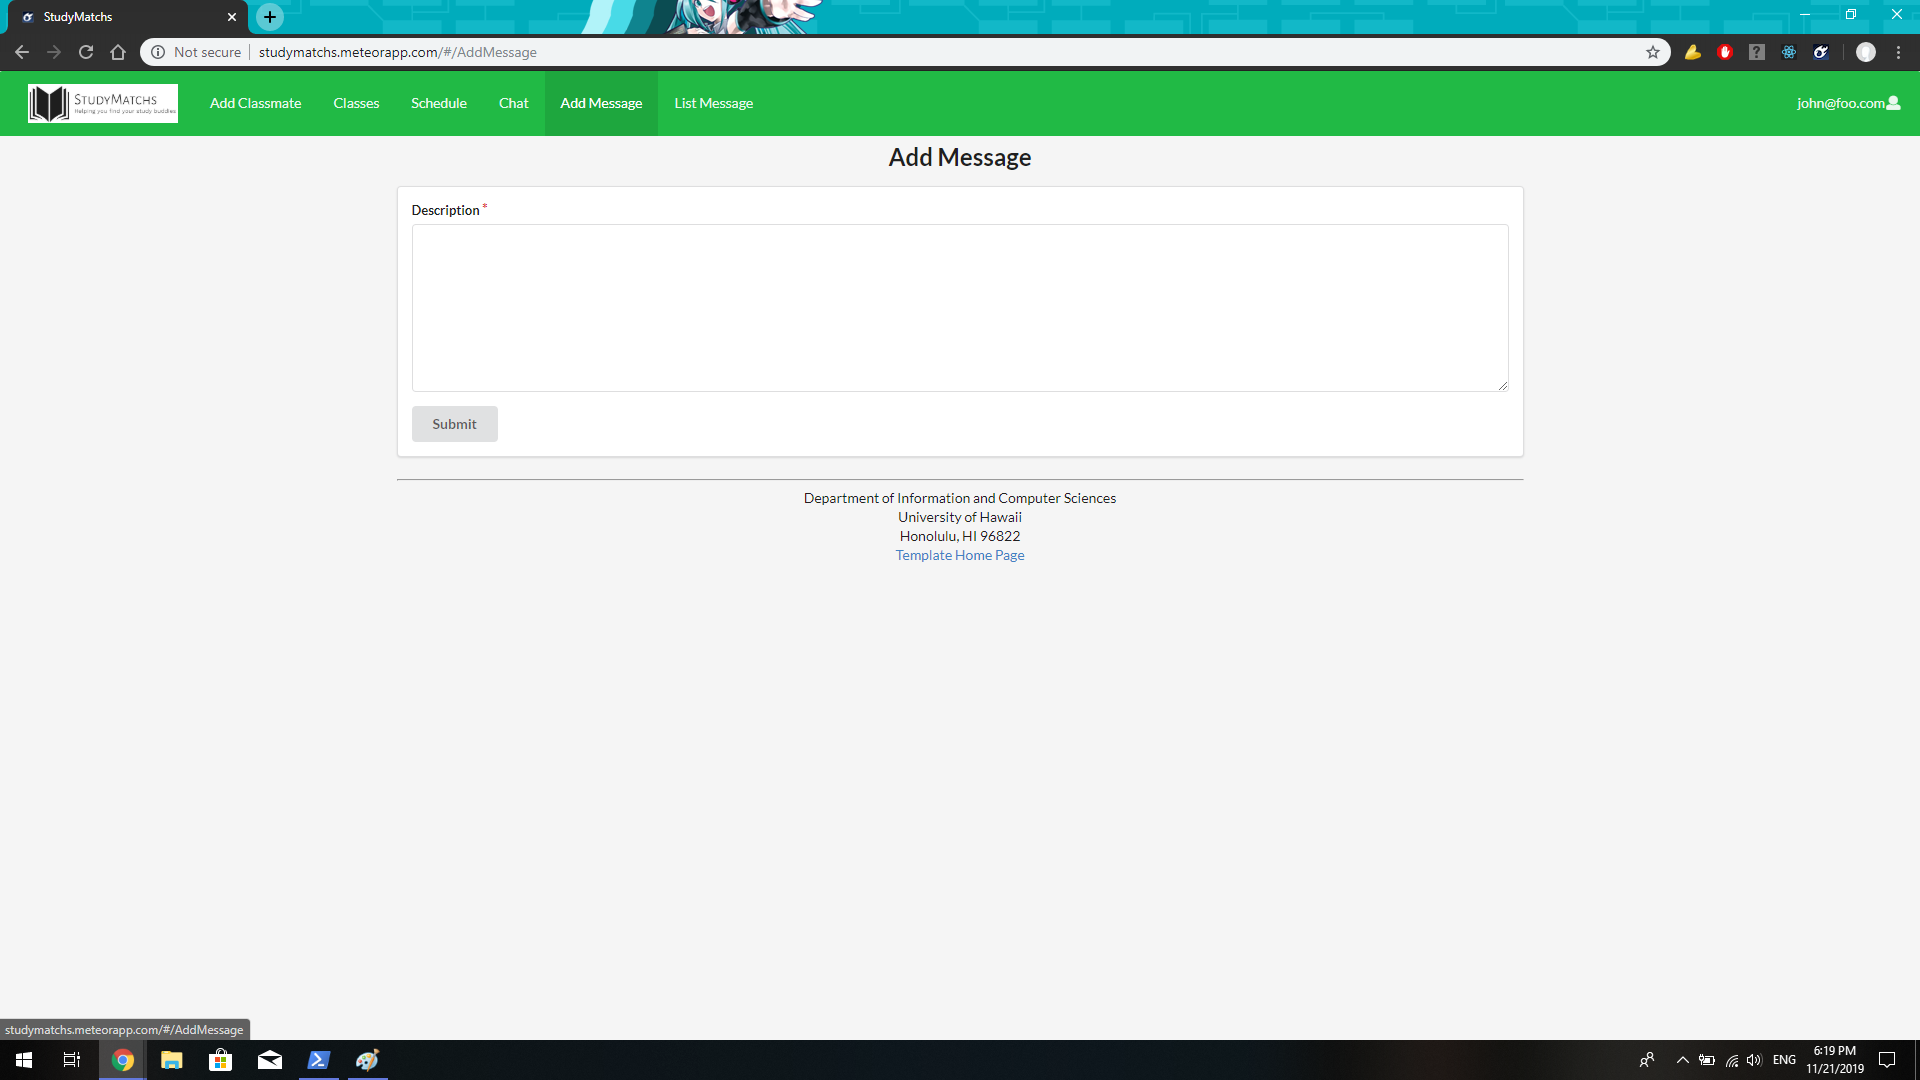 StudyMatchs
Not secure
studymatchs.meteorapp.com/#/AddMessage
STUDYMATCHS
Helping you find your study buddies
Add Classmate
Classes
Schedule
Chat
Add Message
List Message
john@foo.com
Add Message
Description *
Submit
Department of Information and Computer Sciences
University of Hawaii
Honolulu, HI 96822
Template Home Page
studymatchs.meteorapp.com/#/AddMessage
ENG
6:19 PM
11/21/2019